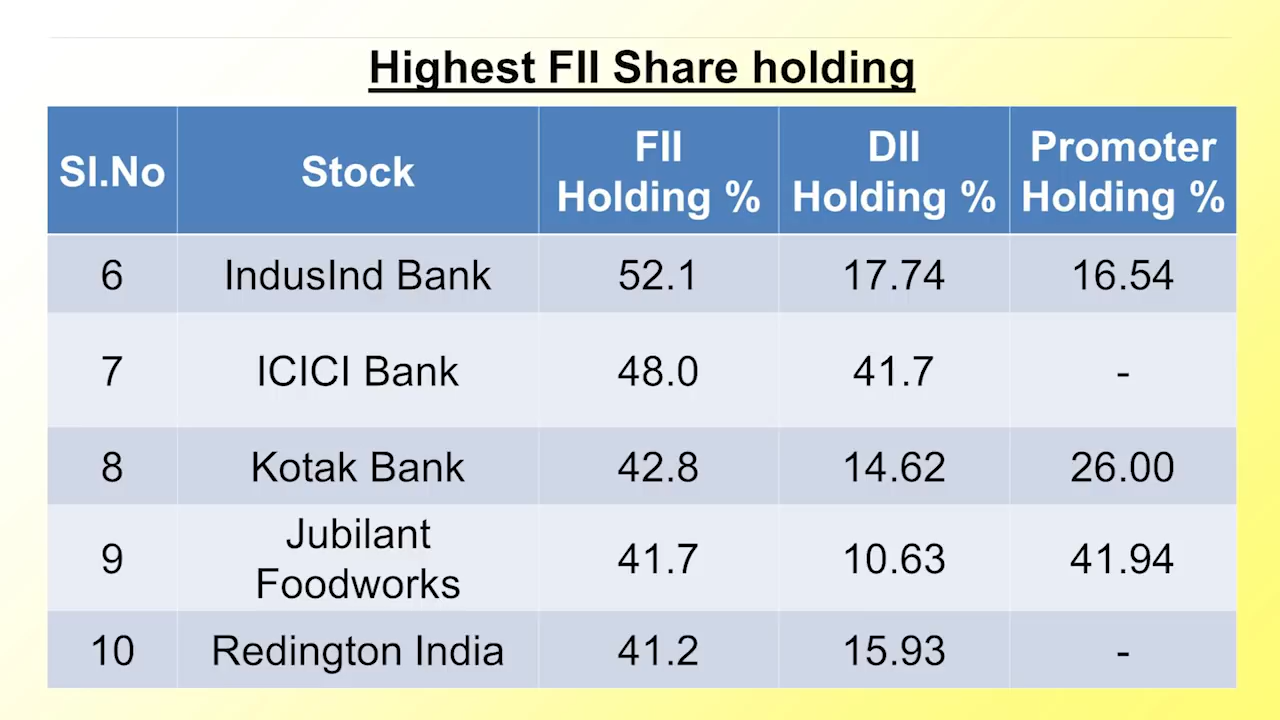 Highest FII Share holding
Sl.No Stock FII Holding % DII Holding % Promoter Holding %
6 IndusInd Bank 52.1 17.74 16.54
7 ICICI Bank 48.0 41.7 -
8 Kotak Bank 42.8 14.62 26.00
9 Jubilant Foodworks 41.7 10.63 41.94
10 Redington India 41.2 15.93 -